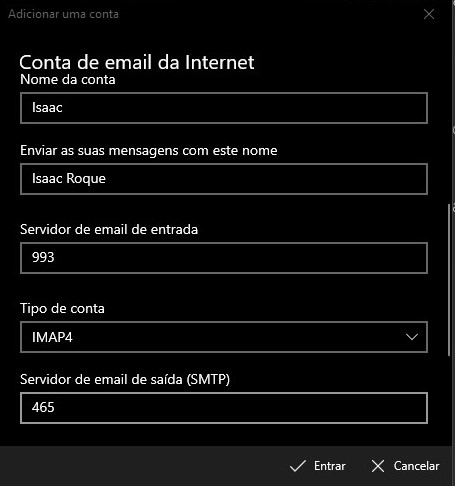 Adicionar uma conta
Conta de email da Internet
Nome da conta
Isaac
Enviar as suas mensagens com este nome
Isaac Roque
Servidor de email de entrada
993
Tipo de conta
IMAP4
Servidor de email de saída (SMTP)
465
Entrar Cancelar